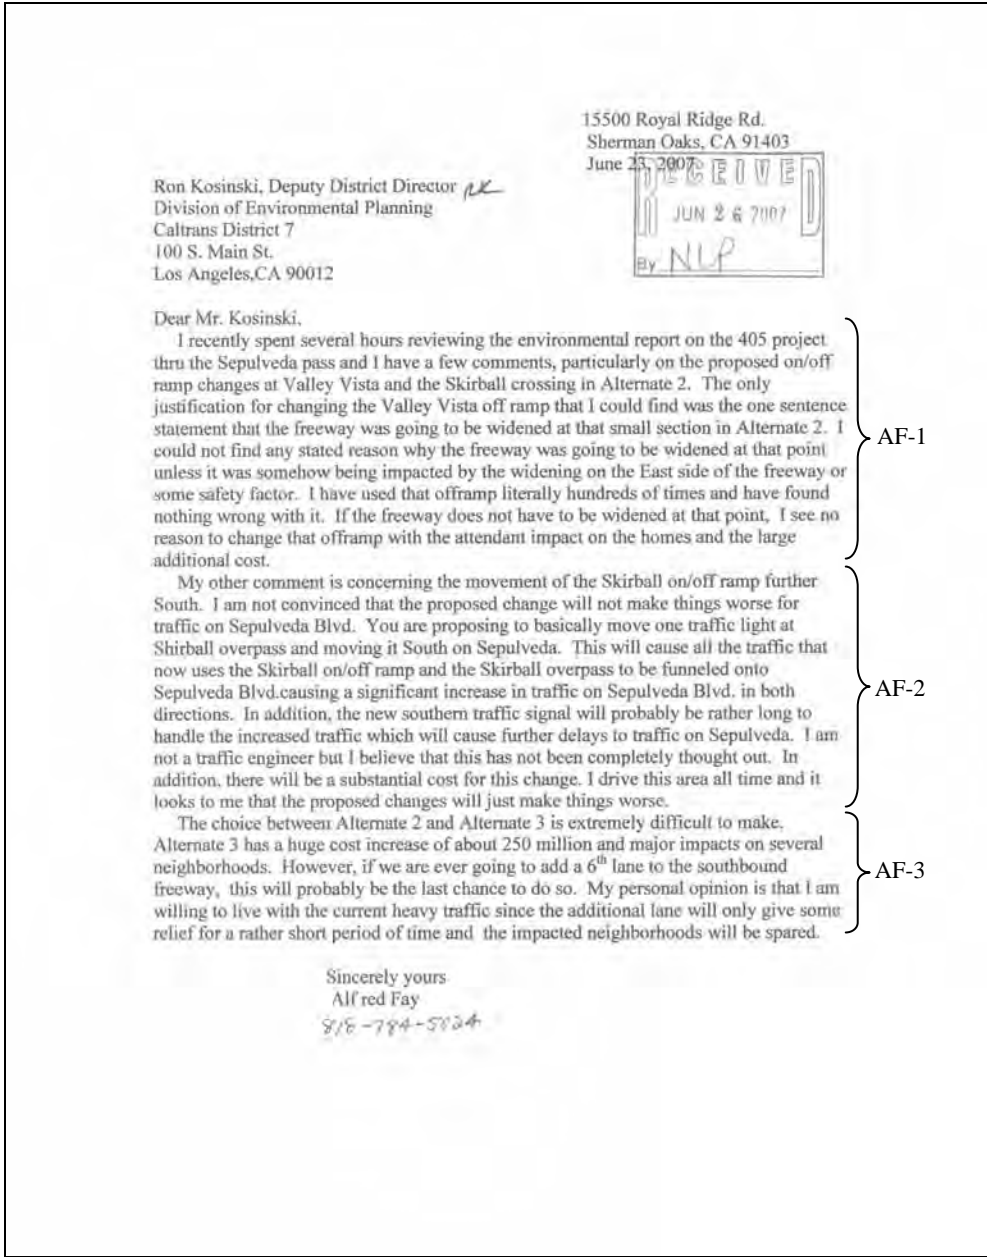 15500 Royal Ridge Rd.
Sherman Oaks, CA 91403
June 23, 2007
RECEIVED
JUN 26 2007
By NLP
Ron Kosinski, Deputy District Director RK
Division of Environmental Planning
Caltrans District 7
100 S. Main St.
Los Angeles,CA 90012
Dear Mr. Kosinski,
I recently spent several hours reviewing the environmental report on the 405 project
thru the Sepulveda pass and I have a few comments, particularly on the proposed on/off
ramp changes at Valley Vista and the Skirball crossing in Alternate 2. The only
justification for changing the Valley Vista off ramp that I could find was the one sentence
statement that the freeway was going to be widened at that small section in Alternate 2. I
could not find any stated reason why the freeway was going to be widened at that point
unless it was somehow being impacted by the widening on the East side of the freeway or
some safety factor. I have used that offramp literally hundreds of times and have found
nothing wrong with it. If the freeway does not have to be widened at that point, I see no
reason to change that offramp with the attendant impact on the homes and the large
additional cost.
AF-1
My other comment is concerning the movement of the Skirball on/off ramp further
South. I am not convinced that the proposed change will not make things worse for
traffic on Sepulveda Blvd. You are proposing to basically move one traffic light at
Shirball overpass and moving it South on Sepulveda. This will cause all the traffic that
now uses the Skirball on/off ramp and the Skirball overpass to be funneled onto
Sepulveda Blvd.causing a significant increase in traffic on Sepulveda Blvd. in both
directions. In addition, the new southern traffic signal will probably be rather long to
handle the increased traffic which will cause further delays to traffic on Sepulveda. I am
not a traffic engineer but I believe that this has not been completely thought out. In
addition, there will be a substantial cost for this change. I drive this area all time and it
looks to me that the proposed changes will just make things worse.
AF-2
The choice between Alternate 2 and Alternate 3 is extremely difficult to make.
Alternate 3 has a huge cost increase of about 250 million and major impacts on several
neighborhoods. However, if we are ever going to add a 6th lane to the southbound
freeway, this will probably be the last chance to do so. My personal opinion is that I am
willing to live with the current heavy traffic since the additional lane will only give some
relief for a rather short period of time and the impacted neighborhoods will be spared.
AF-3
Sincerely yours
Alf red Fay
818-784-5024